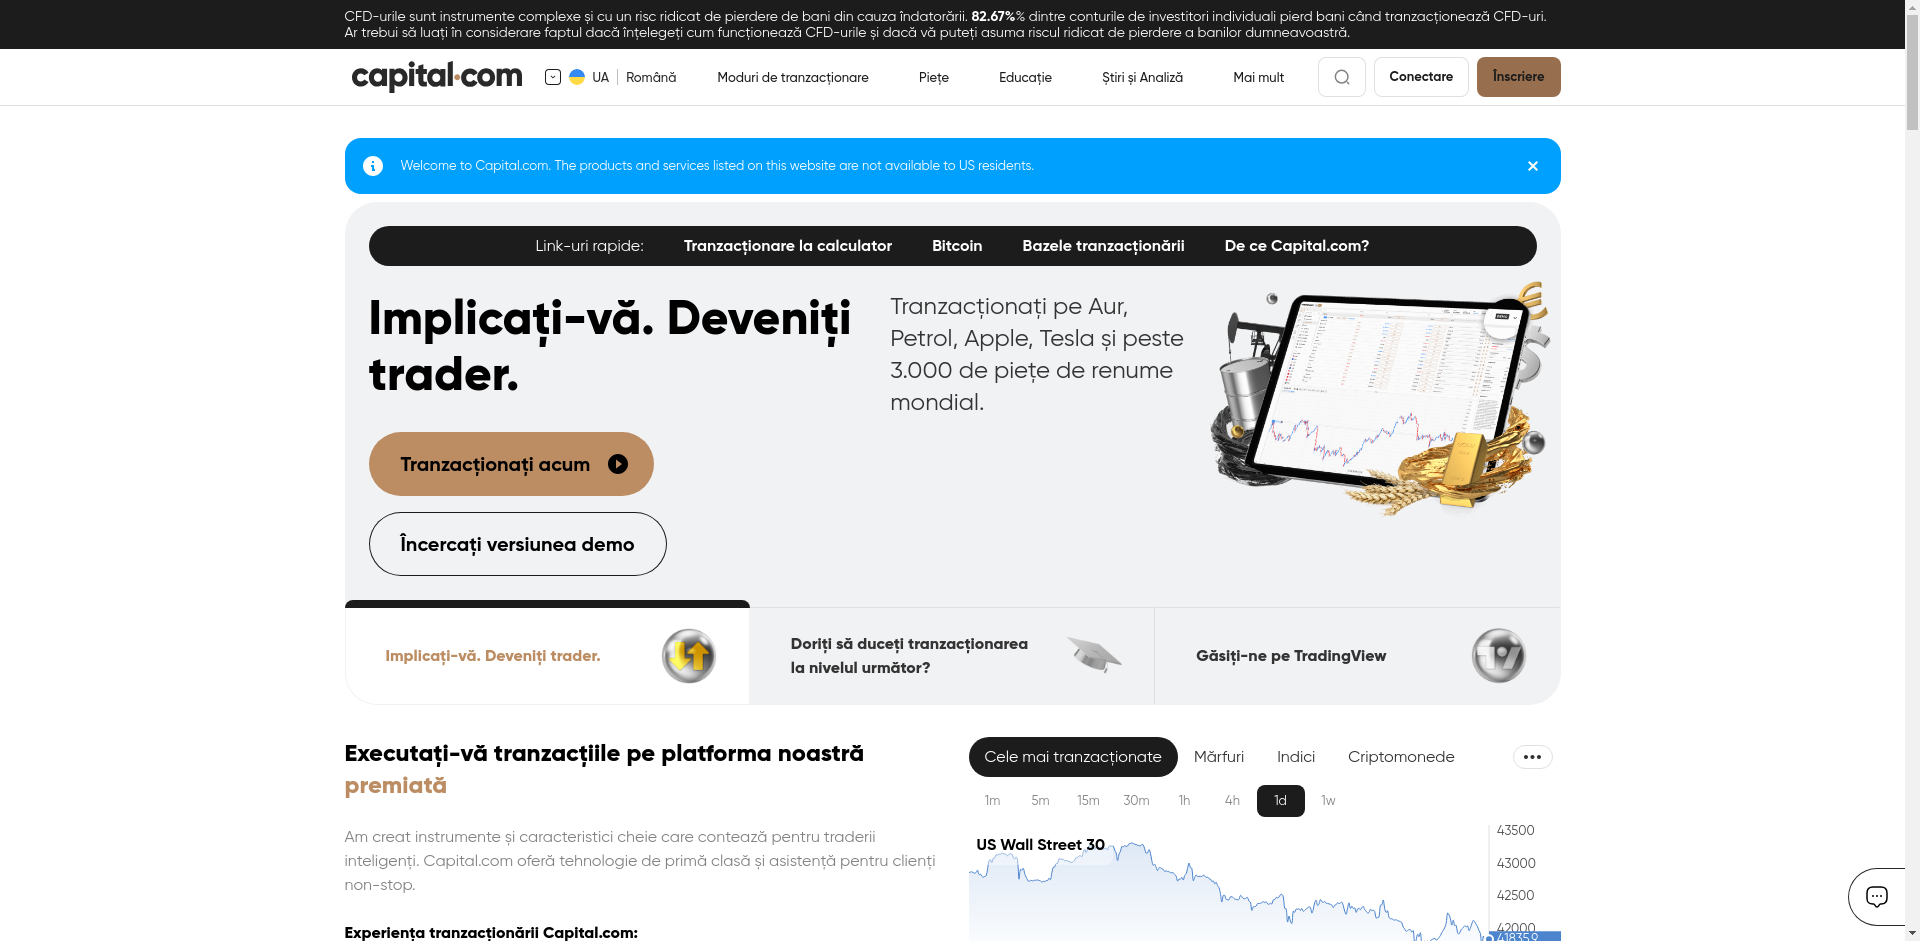 CFD-urile sunt instrumente complexe și cu un risc ridicat de pierdere de bani din cauza îndatorării. 82.67%% dintre conturile de investitori individuali pierd bani când tranzacționează CFD-uri.
Ar trebui să luați în considerare faptul dacă înțelegeți cum funcționează CFD-urile și dacă vă puteți asuma riscul ridicat de pierdere a banilor dumneavoastră.
capital.com
UA
Română
Moduri de tranzacționare
Piețe
Educație
Știri și Analiză
Mai mult
Conectare
Înscriere
Welcome to Capital.com. The products and services listed on this website are not available to US residents.
Link-uri rapide:
Tranzacționare la calculator
Bitcoin
Bazele tranzacționării
De ce Capital.com?
Implicați-vă. Deveniți
trader.
Tranzacționați pe Aur,
Petrol, Apple, Tesla și peste
3.000 de piețe de renume
mondial.
Tranzacționați acum
Încercați versiunea demo
Implicați-vă. Deveniți trader.
Doriți să duceți tranzacționarea
la nivelul următor?
Găsiți-ne pe TradingView
Executați-vă tranzacțiile pe platforma noastră
premiată
Am creat instrumente și caracteristici cheie care contează pentru traderii
inteligenți. Capital.com oferă tehnologie de primă clasă și asistență pentru clienți
non-stop.
Experiența tranzacționării Capital.com:
Cele mai tranzacționate
Mărfuri
Indici
Criptomonede
1m
5m
15m
30m
1h
4h
1d
1w
US Wall Street 30
43500
43000
42500
42000
41835.9